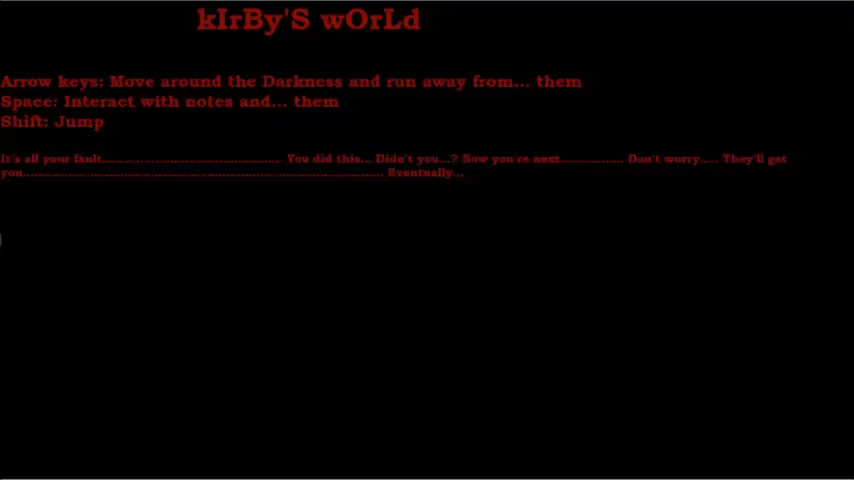 kIrBy'S wOrLd
Arrow keys: Move around the Darkness and run away from... them
Space: Interact with notes and... them
Shift: Jump
It's all your fault................................................ You did this... Didn't you...? Now you're next................. Don't worry..... They'll get
you................................................................................................. Eventually...